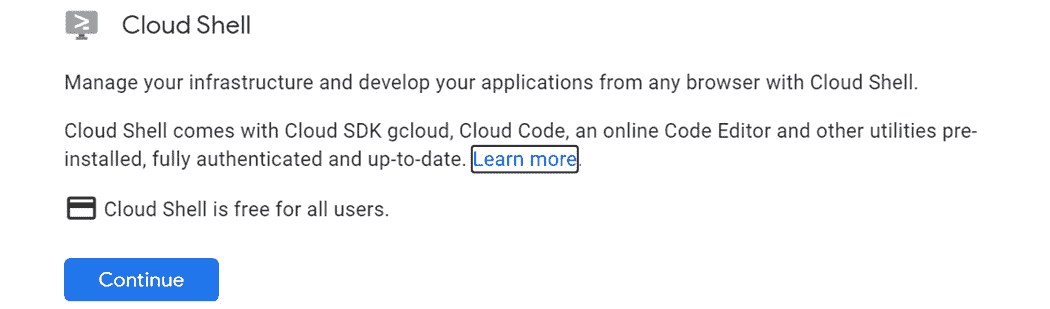 Cloud Shell
Manage your infrastructure and develop your applications from any browser with Cloud Shell.
Cloud Shell comes with Cloud SDK gcloud, Cloud Code, an online Code Editor and other utilities pre-
installed, fully authenticated and up-to-date. Learn more.
Cloud Shell is free for all users.
Continue